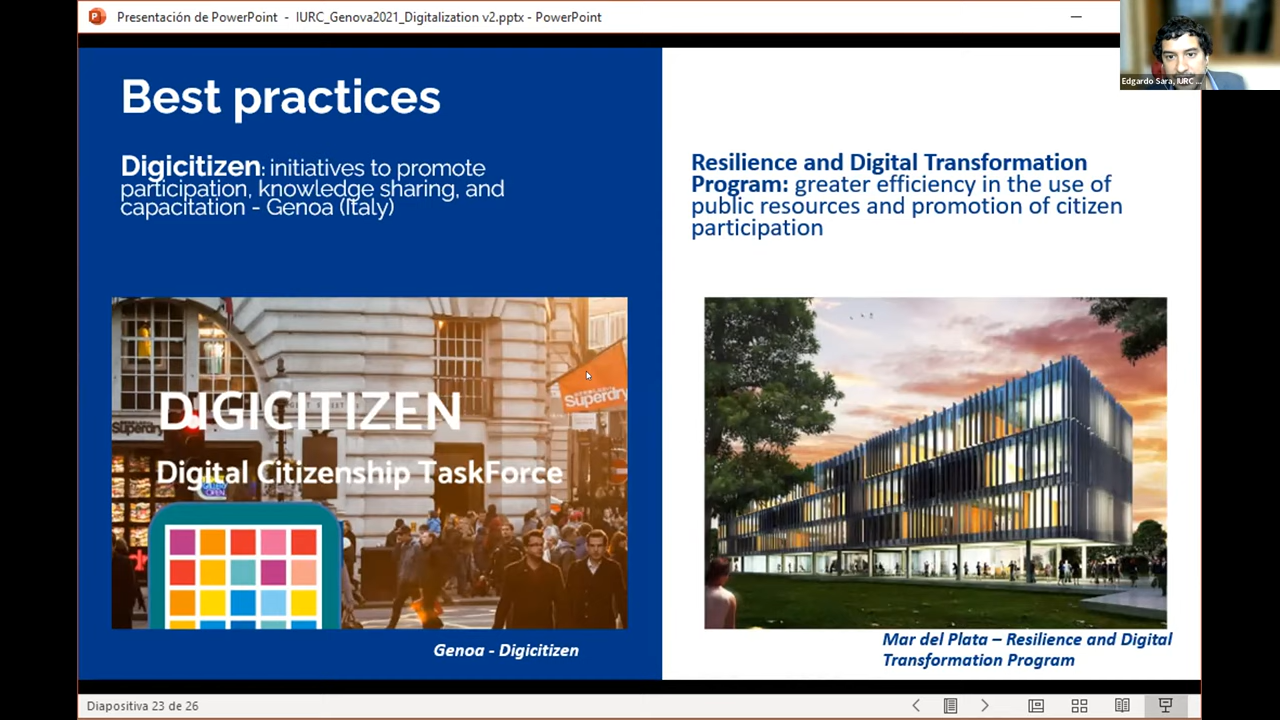 Presentación de PowerPoint - IURC_Genova2021_Digitalization v2.pptx - PowerPoint
Edgardo Sara, IURC ...
Best practices
Digicitizen: initiatives to promote
participation, knowledge sharing, and
capacitation - Genoa (Italy)
Resilience and Digital Transformation
Program: greater efficiency in the use of
public resources and promotion of citizen
participation
Superdry
Superdry
DIGICITIZEN
Digital Citizenship TaskForce
OPEN
Genoa - Digicitizen
Mar del Plata – Resilience and Digital
Transformation Program
Diapositiva 23 de 26